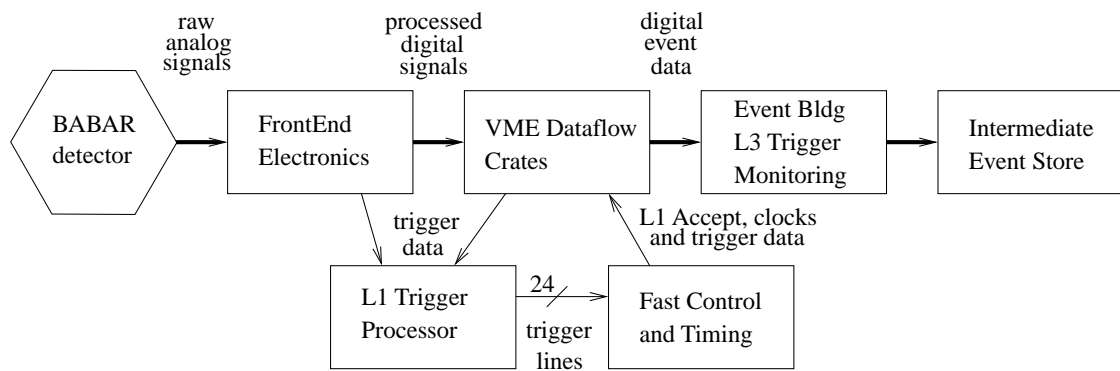 raw
analog
signals
processed
digital
signals
digital
event
data
BABAR
detector
FrontEnd
Electronics
VME Dataflow
Crates
Event Bldg
L3 Trigger
Monitoring
Intermediate
Event Store
trigger
data
L1 Accept, clocks
and trigger data
L1 Trigger
Processor
24
trigger
lines
Fast Control
and Timing